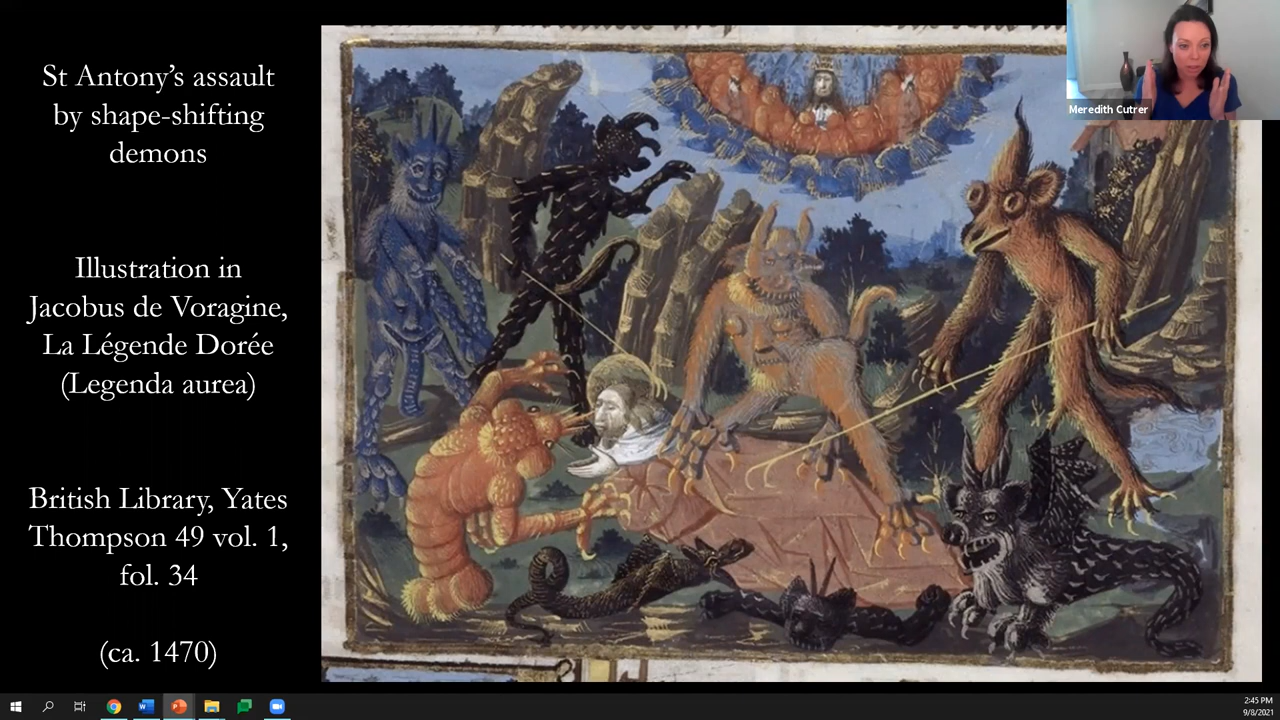 St Antony’s assault
by shape-shifting
demons
Illustration in
Jacobus de Voragine,
La Légende Dorée
(Legenda aurea)
British Library, Yates
Thompson 49 vol. 1,
fol. 34
(ca. 1470)
Meredith Cutrer
2:45 PM
9/8/2021